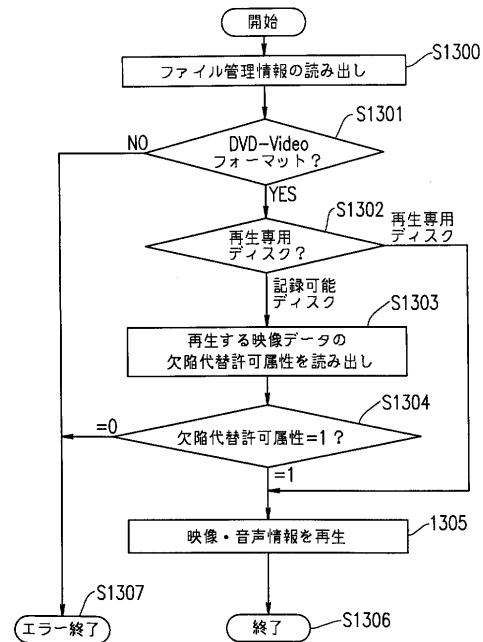 開始
S1300
ファイル管理情報の読み出し
S1301
NO
DVD-Video
フォーマット?
YES
S1302
再生専用
ディスク
再生専用
ディスク?
記録可能
ディスク
S1303
再生する映像データの
欠陥代替許可属性を読み出し
S1304
=0
欠陥代替許可属性=1?
=1
映像・音声情報を再生
1305
S1307
エラー終了
終了
S1306